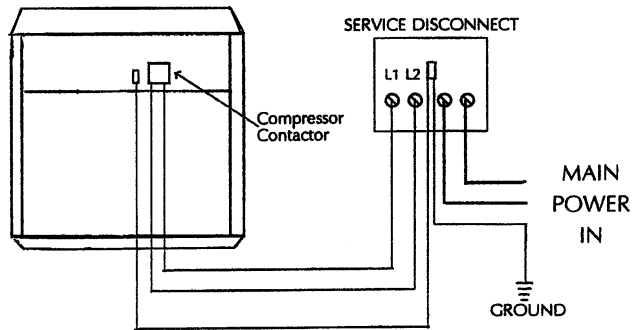 SERVICE DISCONNECT
L1 L2
Compressor
Contactor
MAIN
POWER
IN
GROUND